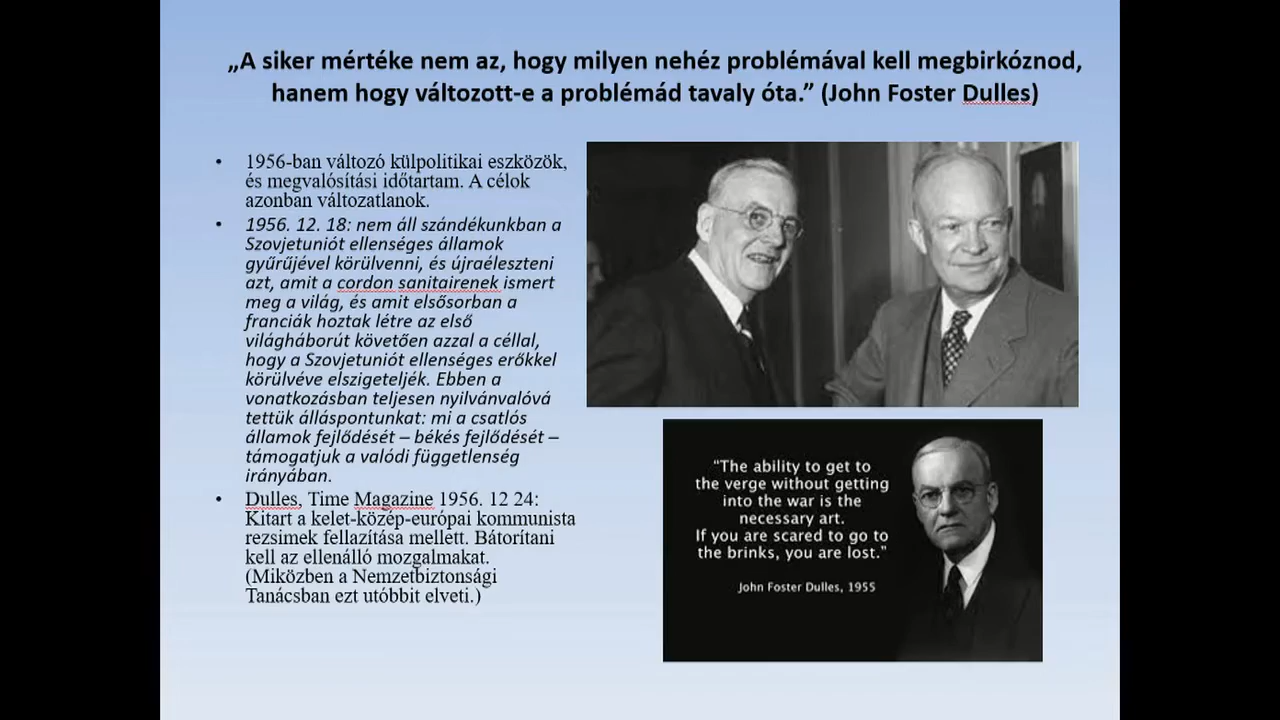 „A siker mértéke nem az, hogy milyen nehéz problémával kell megbirkóznod,
hanem hogy változott-e a problémád tavaly óta.” (John Foster Dulles)
• 1956-ban változó külpolitikai eszközök,
és megvalósítási időtartam. A célok
azonban változatlanok.
• 1956. 12. 18: nem áll szándékunkban a
Szovjetuniót ellenséges államok
gyűrűjével körülvenni, és újraéleszteni
azt, amit a cordon sanitairenek ismert
meg a világ, és amit elsősorban a
franciák hoztak létre az első
világháborút követően azzal a céllal,
hogy a Szovjetuniót ellenséges erőkkel
körülvéve elszigeteljék. Ebben a
vonatkozásban teljesen nyilvánvalóvá
tettük álláspontunkat: mi a csatlós
államok fejlődését – békés fejlődését –
támogatjuk a valódi függetlenség
irányában.
• Dulles, Time Magazine 1956. 12 24:
Kitart a kelet-közép-európai kommunista
rezsimek fellazítása mellett. Bátorítani
kell az ellenálló mozgalmakat.
(Miközben a Nemzetbiztonsági
Tanácsban ezt utóbbit elveti.)
“The ability to get to
the verge without getting
into the war is the
necessary art.
If you are scared to go to
the brinks, you are lost.”
John Foster Dulles, 1955